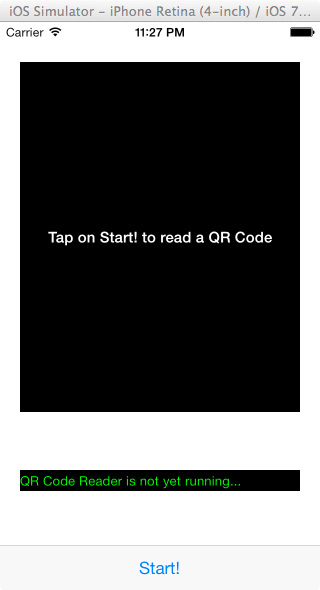 iOS Simulator - iPhone Retina (4-inch) / iOS 7...
Carrier 11:27 PM
Tap on Start! to read a QR Code
QR Code Reader is not yet running...
Start!